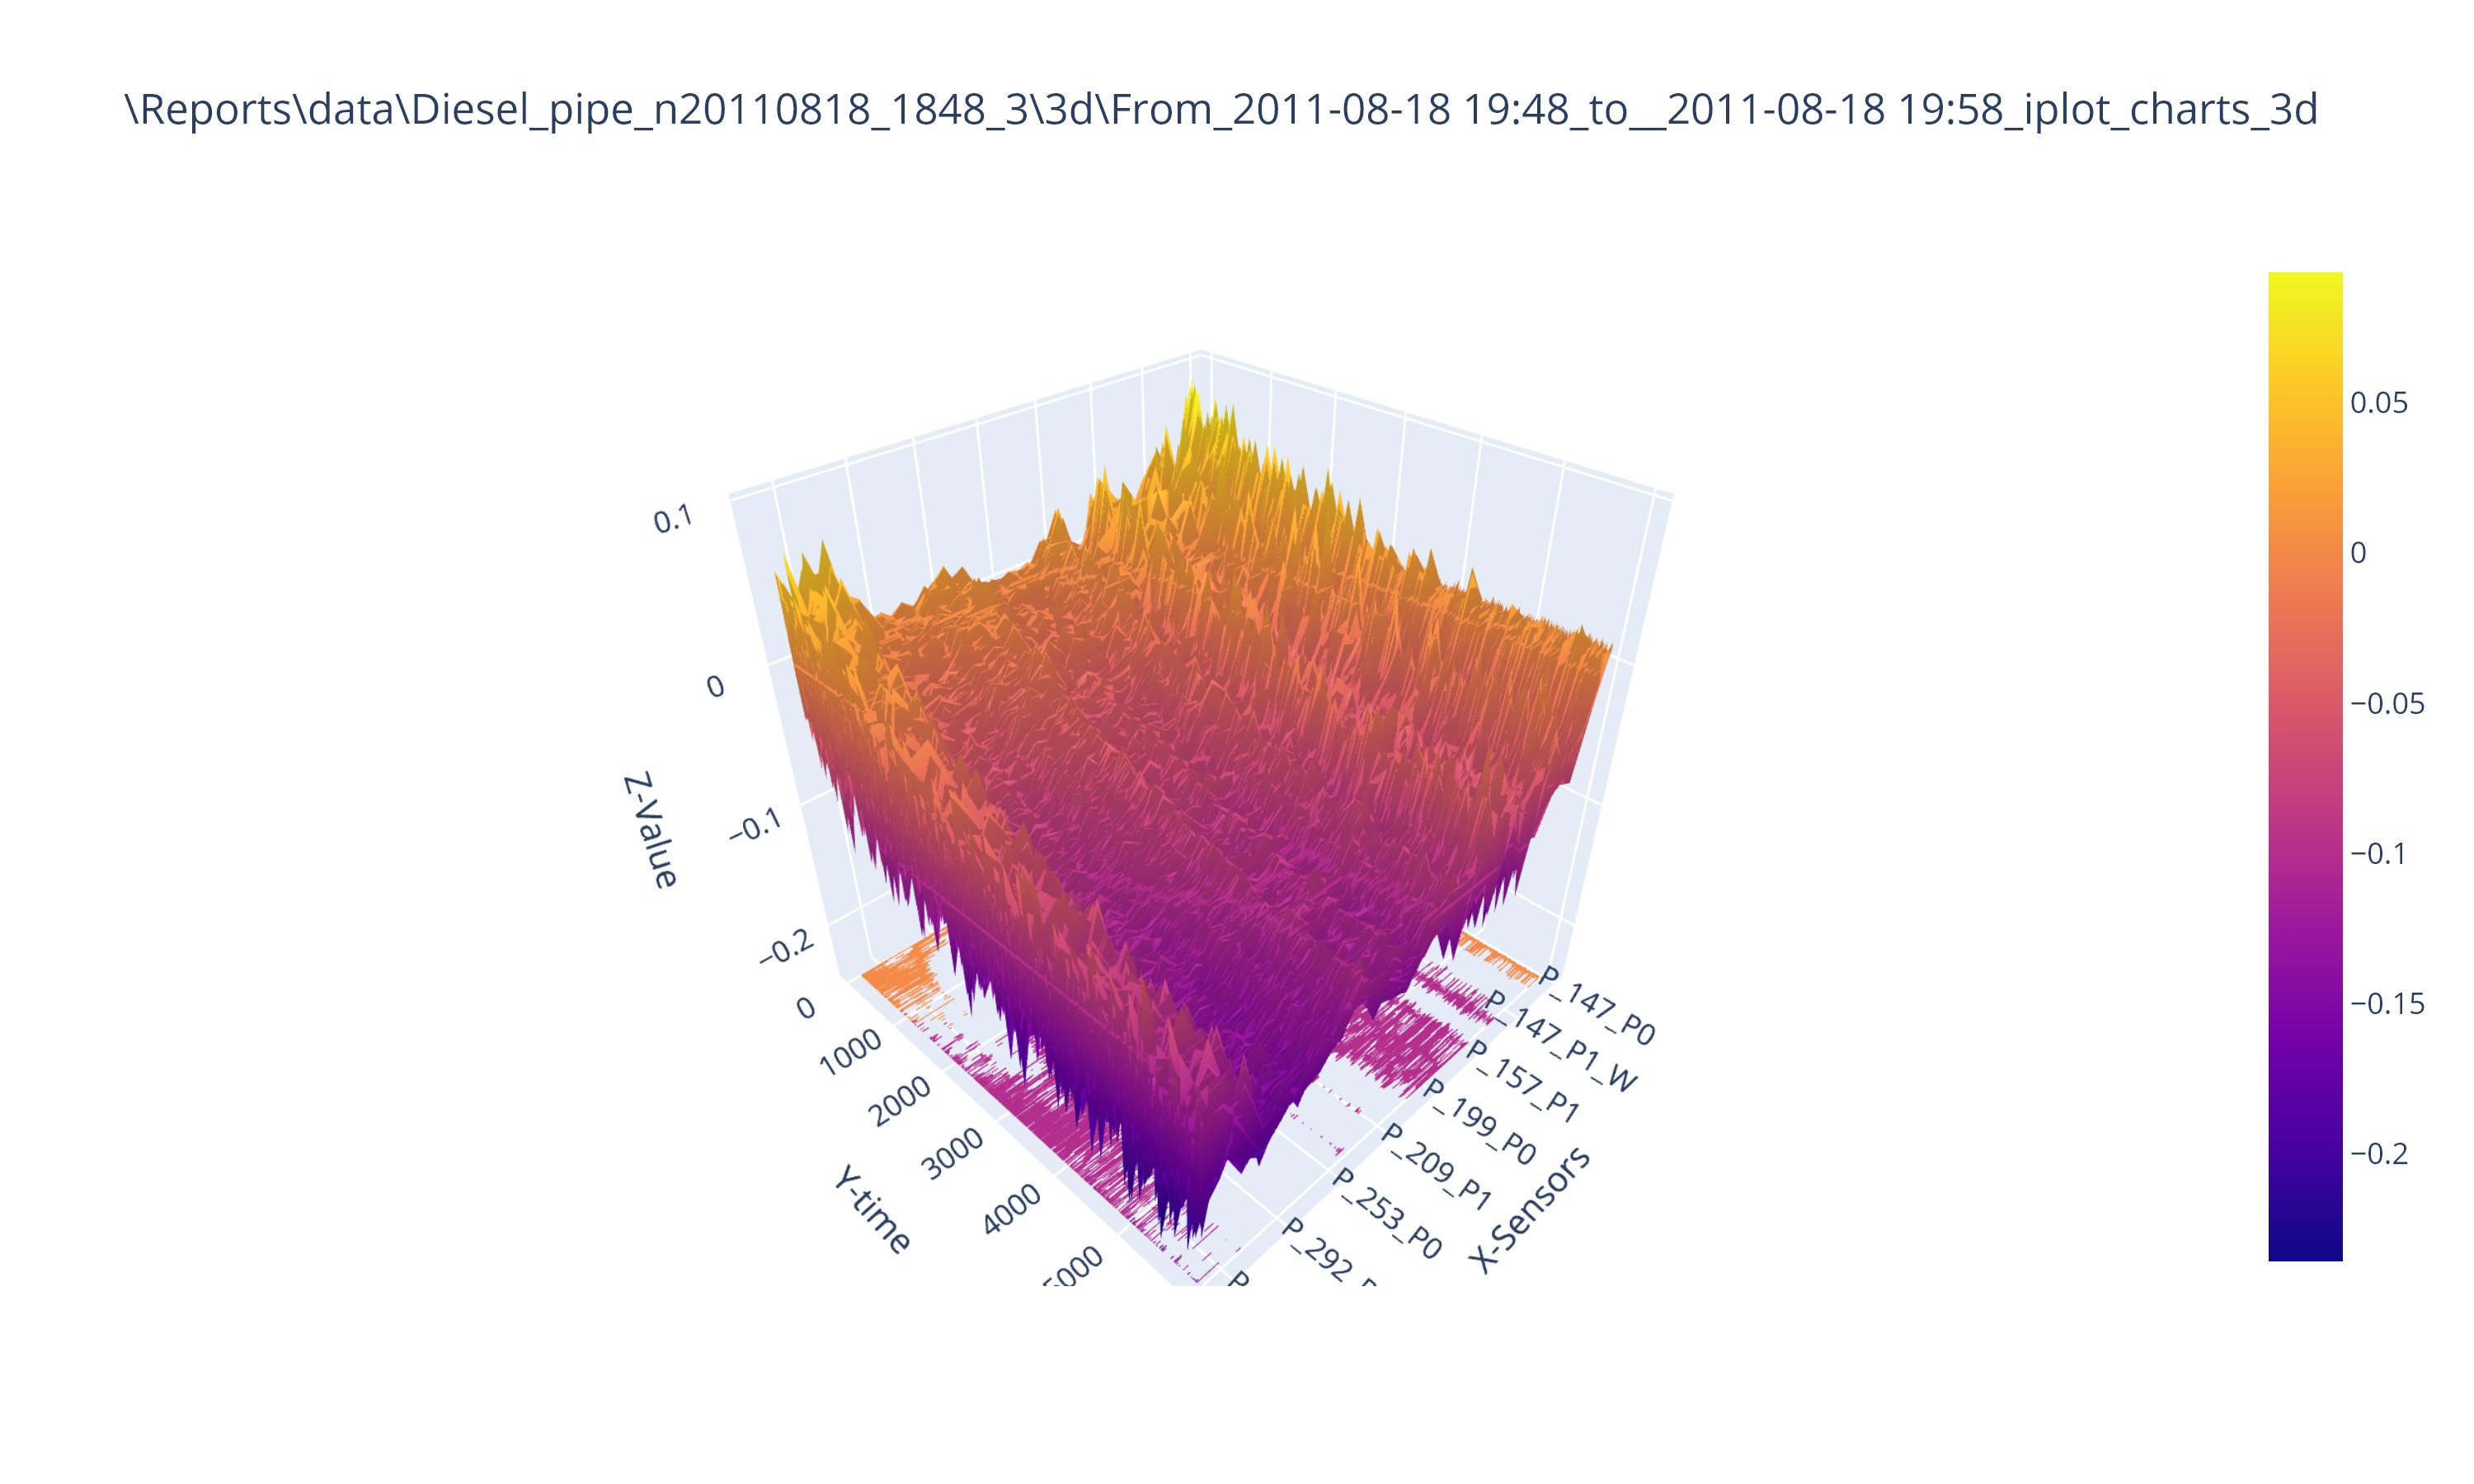 \Reports\data\Diesel_pipe_n20110818_1848_3\3d\From_2011-08-18 19:48_to__2011-08-18 19:58_iplot_charts_3d
0.1
0
−0.1
−0.2
Z-Value
0
1000
2000
3000
4000
Y-time
P_147_P0
P_147_P1_W
P_157_P1
P_199_P0
P_209_P1
P_253_P0
P_292
X-Sensors
0.05
0
−0.05
−0.1
−0.15
−0.2